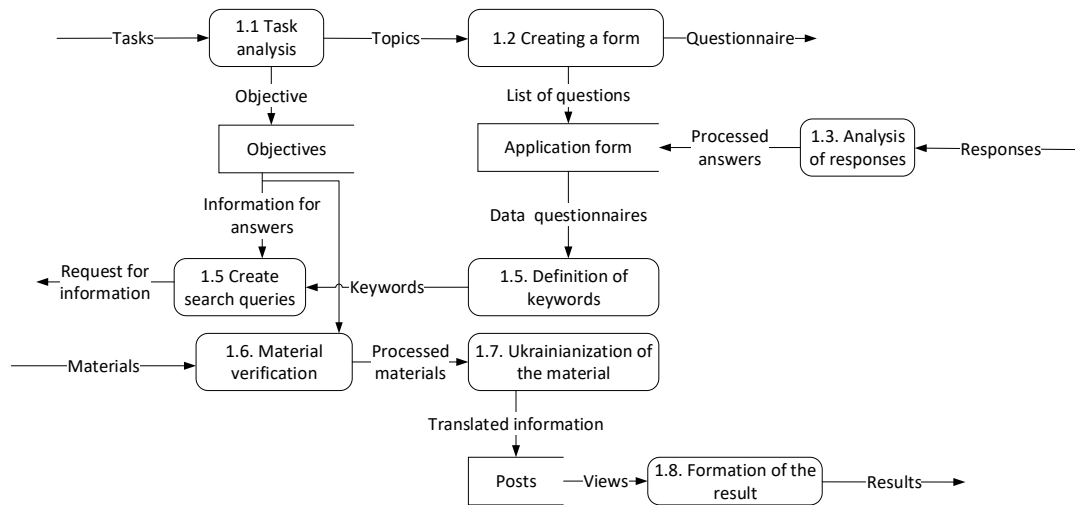 Tasks
1.1 Task
analysis
Topics
1.2 Creating a form
Questionnaire
Objective
List of questions
Objectives
Application form
Processed
answers
1.3. Analysis
of responses
Responses
Information for
answers
Data questionnaires
Request for
information
1.5 Create
search queries
Keywords
1.5. Definition of
keywords
Materials
1.6. Material
verification
Processed
materials
1.7. Ukrainianization of
the material
Translated information
Posts
Views
1.8. Formation of the
result
Results